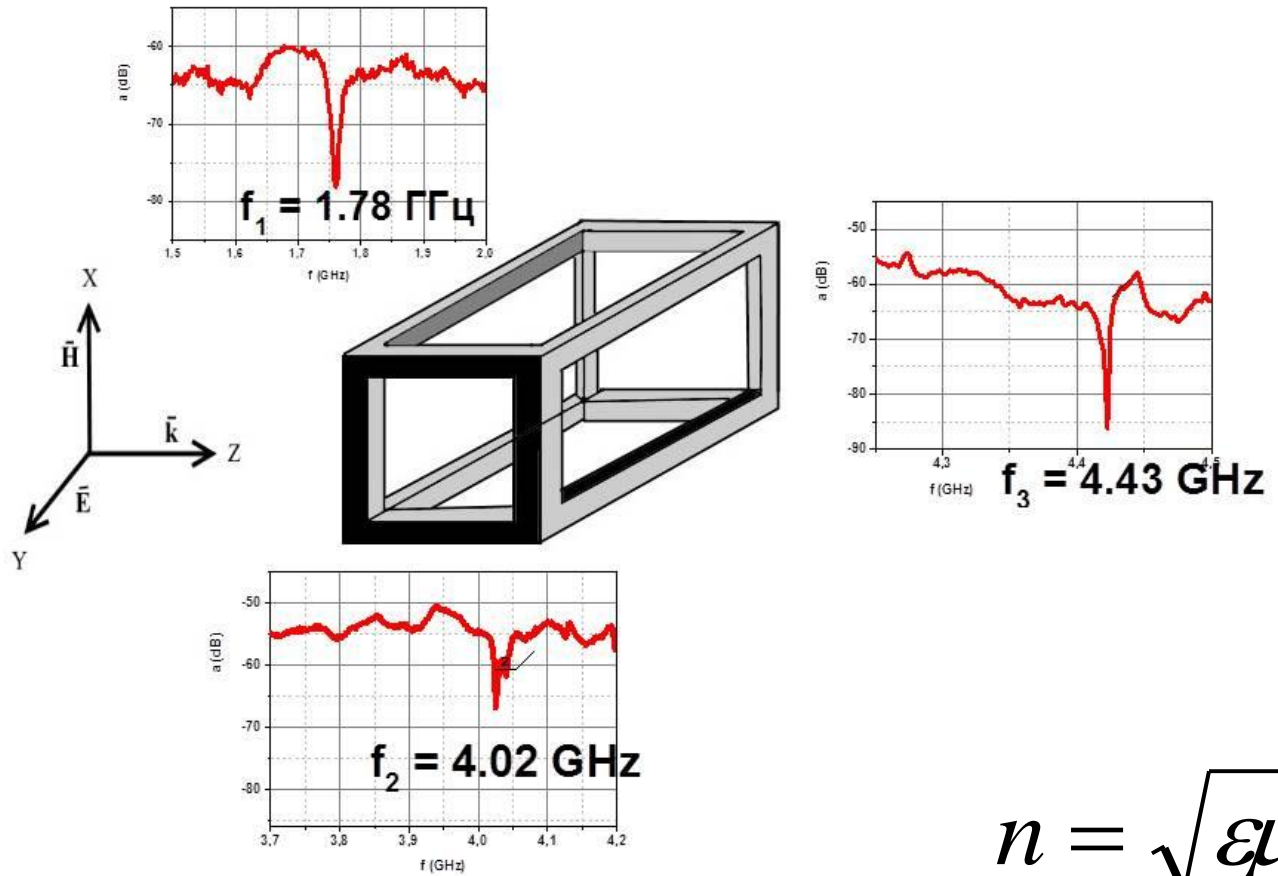 -60
-70
-80
a (dB)
1,5 1,6 1,7 1,8 1,9 2,0
f (GHz)
f₁ = 1.78 ГГц
X
H̄
k̄
Z
Ē
Y
-50
-60
-70
-80
-90
a (dB)
4,3 4,4 4,5
f (GHz)
f₃ = 4.43 GHz
-50
-60
-70
-80
a (dB)
f₂ = 4.02 GHz
3,7 3,8 3,9 4,0 4,1 4,2
f (GHz)
n = √εμ